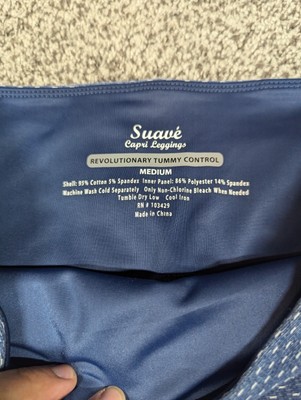 Suavé
Capri Leggings
REVOLUTIONARY TUMMY CONTROL
MEDIUM
Shell: 95% Cotton 5% Spandex Inner Panel: 86% Polyester 14% Spandex
Machine Wash Cold Separately Only Non-Chlorine Bleach When Needed
Tumble Dry Low Cool Iron
RN # 103429
Made in China